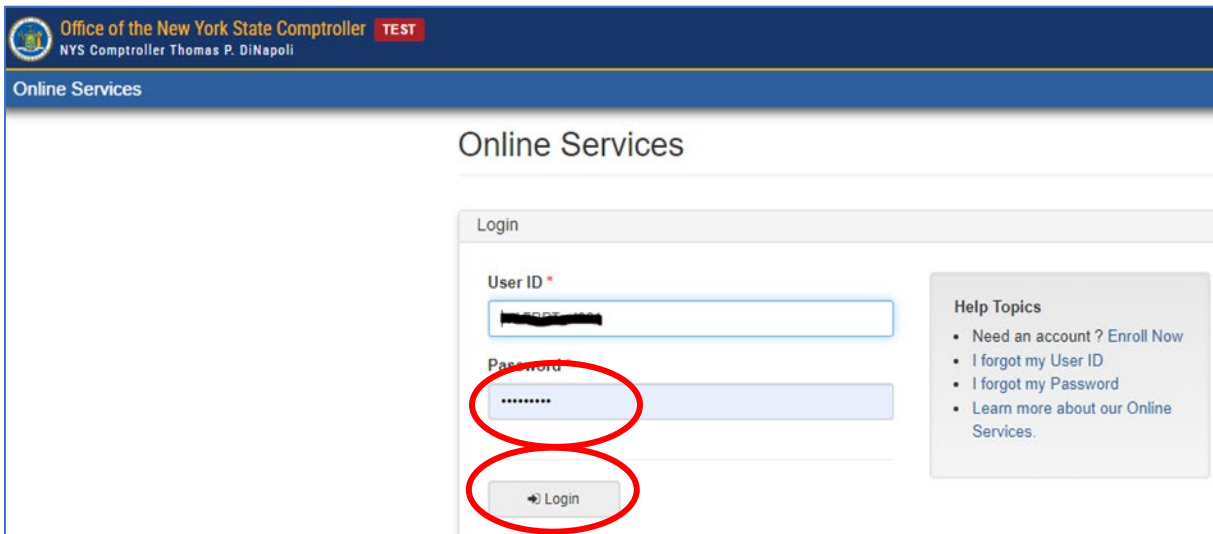 Office of the New York State Comptroller TEST
NYS Comptroller Thomas P. DiNapoli
Online Services
Online Services
Login
User ID *
Password *
•••••••••
Login
Help Topics
• Need an account ? Enroll Now
• I forgot my User ID
• I forgot my Password
• Learn more about our Online
Services.